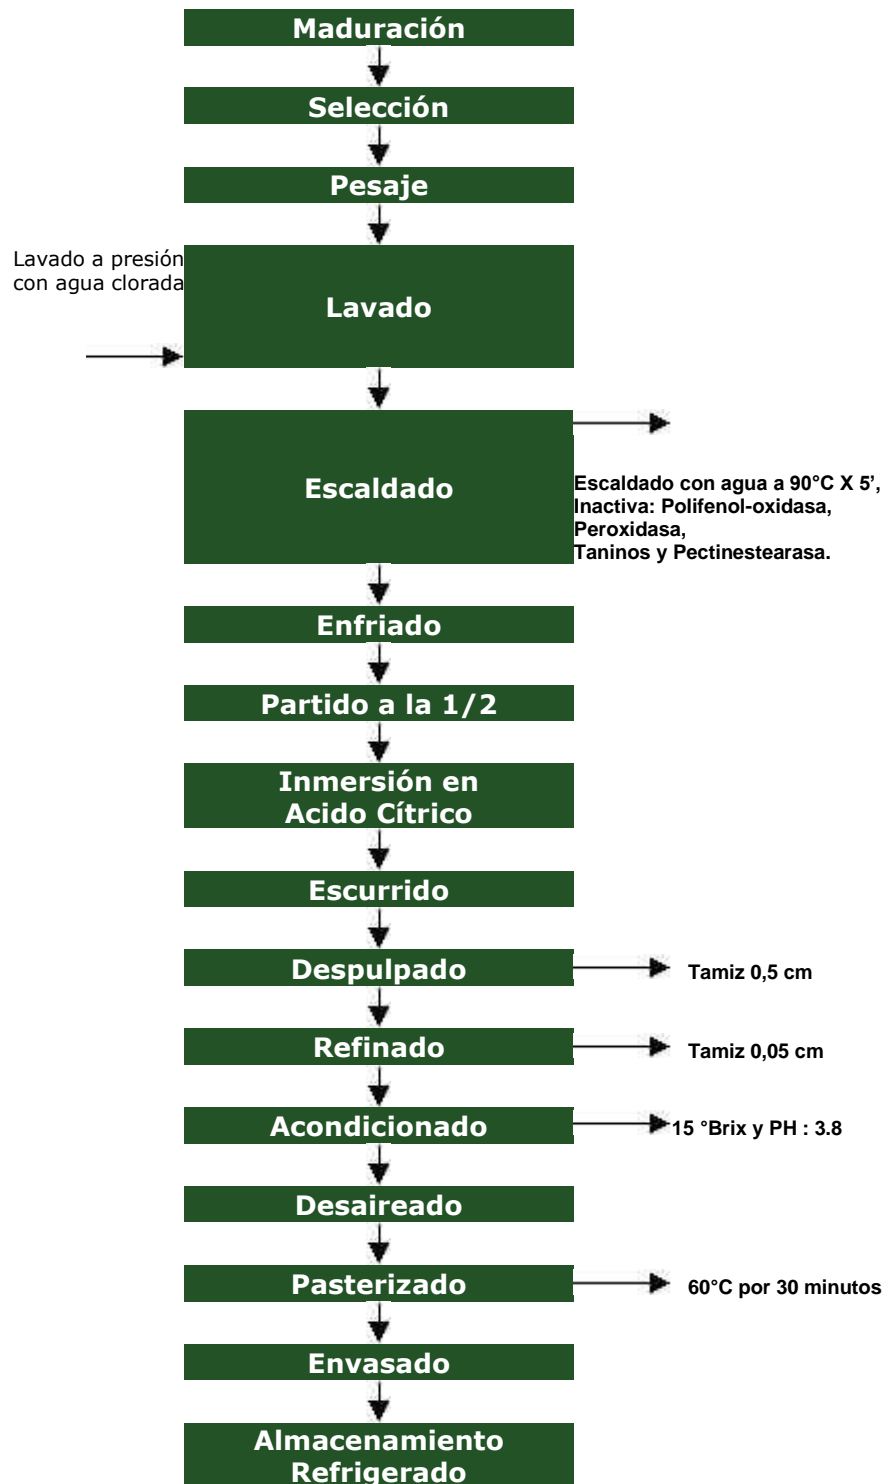 Maduración
Selección
Pesaje
Lavado a presión
con agua clorada
Lavado
Escaldado
Escaldado con agua a 90°C X 5’,
Inactiva: Polifenol-oxidasa,
Peroxidasa,
Taninos y Pectinestearasa.
Enfriado
Partido a la 1/2
Inmersión en
Acido Cítrico
Escurrido
Despulpado
Tamiz 0,5 cm
Refinado
Tamiz 0,05 cm
Acondicionado
15 °Brix y PH : 3.8
Desaireado
Pasterizado
60°C por 30 minutos
Envasado
Almacenamiento
Refrigerado